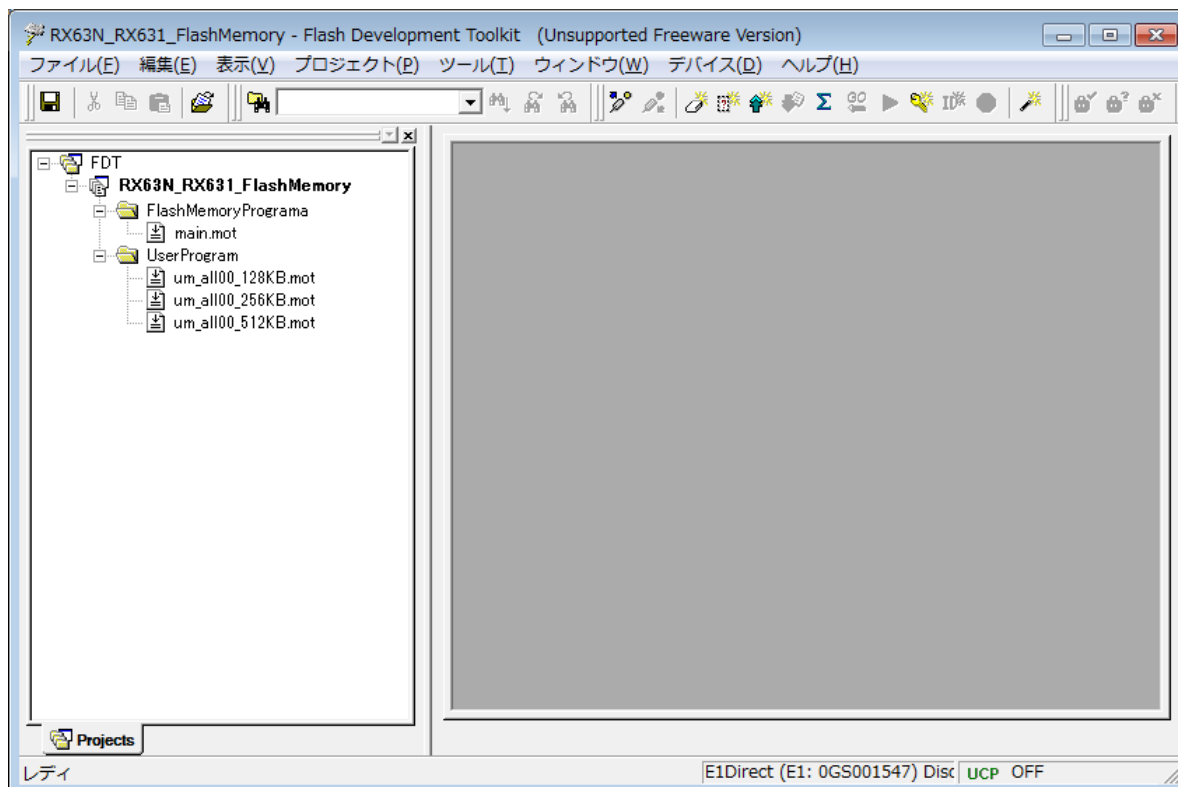 RX63N_RX631_FlashMemory - Flash Development Toolkit (Unsupported Freeware Version)
ファイル(F) 編集(E) 表示(V) プロジェクト(P) ツール(T) ウィンドウ(W) デバイス(D) ヘルプ(H)
FDT
RX63N_RX631_FlashMemory
FlashMemoryPrograma
main.mot
UserProgram
um_all00_128KB.mot
um_all00_256KB.mot
um_all00_512KB.mot
Projects
レディ E1Direct (E1: 0GS001547) Disc UCP OFF